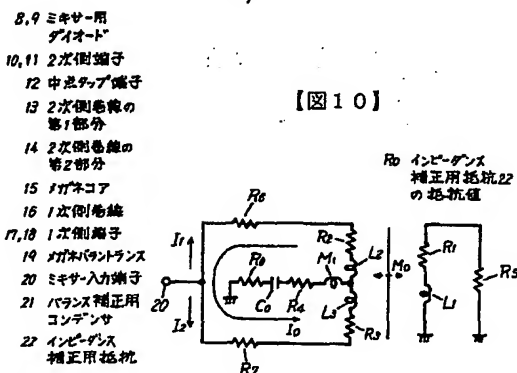 8,9 ミキサー用
ダイオード
10,11 2次側端子
12 中点タップ端子
13 2次側巻線の
第1部分
14 2次側巻線の
第2部分
15 メガネコア
16 1次側巻線
17,18 1次側端子
19 メガネバラントランス
20 ミキサー入力端子
21 バランス補正用
コンデンサ
22 インピーダンス
補正用抵抗
【図10】
R0 インピーダンス
補正用抵抗22
の抵抗値
R6
I1
R2
L2
R0
M1
M0
R1
R5
20
C0
R4
L3
L1
I2
I0
R3
R7